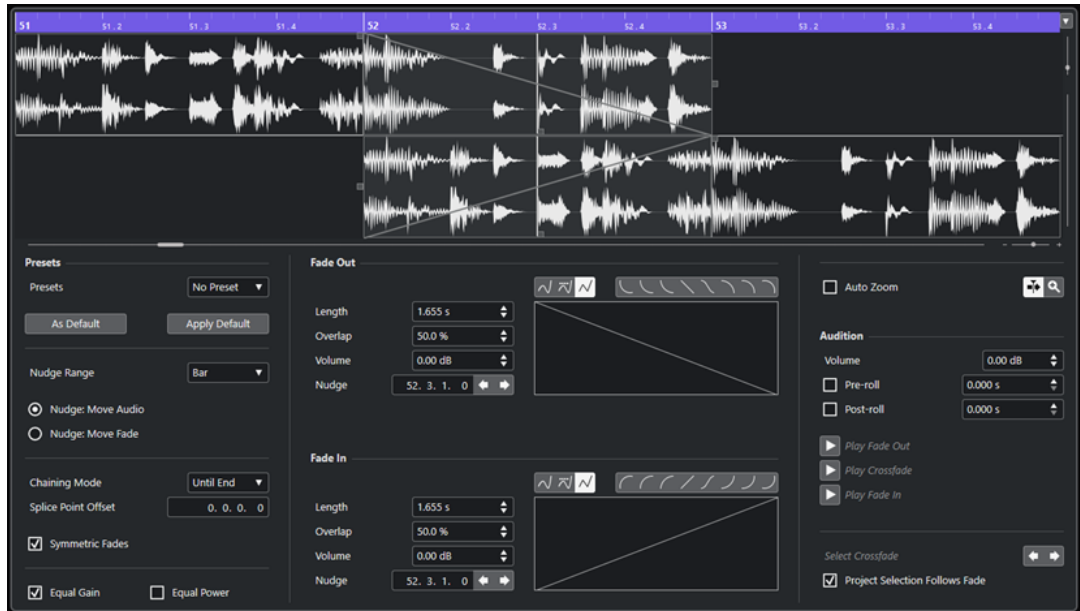 51 51. 2 51. 3 51. 4 52 52. 2 52. 3 52. 4 53 53. 2 53. 3 53. 4
Presets
Presets No Preset
As Default Apply Default
Nudge Range Bar
Nudge: Move Audio
Nudge: Move Fade
Chaining Mode Until End
Splice Point Offset 0. 0. 0. 0
Symmetric Fades
Equal Gain Equal Power
Fade Out
Length 1.655 s
Overlap 50.0 %
Volume 0.00 dB
Nudge 52. 3. 1. 0
Fade In
Length 1.655 s
Overlap 50.0 %
Volume 0.00 dB
Nudge 52. 3. 1. 0
Auto Zoom
Audition
Volume 0.00 dB
Pre-roll 0.000 s
Post-roll 0.000 s
Play Fade Out
Play Crossfade
Play Fade In
Select Crossfade
Project Selection Follows Fade